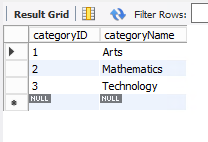 Result Grid Filter Rows:
categoryID categoryName
1 Arts
2 Mathematics
3 Technology
NULL NULL